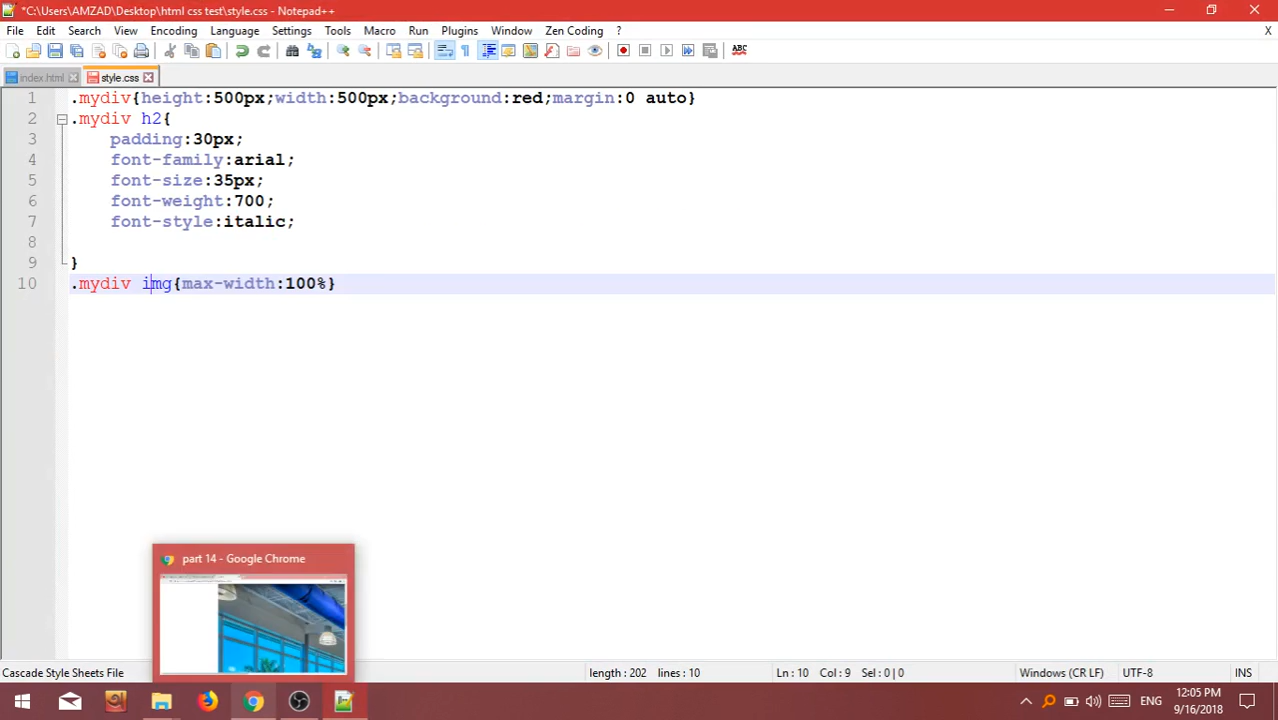 *C:\Users\AMZAD\Desktop\html css test\style.css - Notepad++
File Edit Search View Encoding Language Settings Tools Macro Run Plugins Window Zen Coding ? X
ABC
index.html style.css
1 .mydiv{height:500px;width:500px;background:red;margin:0 auto}
2 .mydiv h2{
3 padding:30px;
4 font-family:arial;
5 font-size:35px;
6 font-weight:700;
7 font-style:italic;
8
9 }
10 .mydiv img{max-width:100%}
part 14 - Google Chrome
Cascade Style Sheets File length : 202 lines : 10 Ln : 10 Col : 9 Sel : 0 | 0 Windows (CR LF) UTF-8 INS
ENG 12:05 PM
9/16/2018